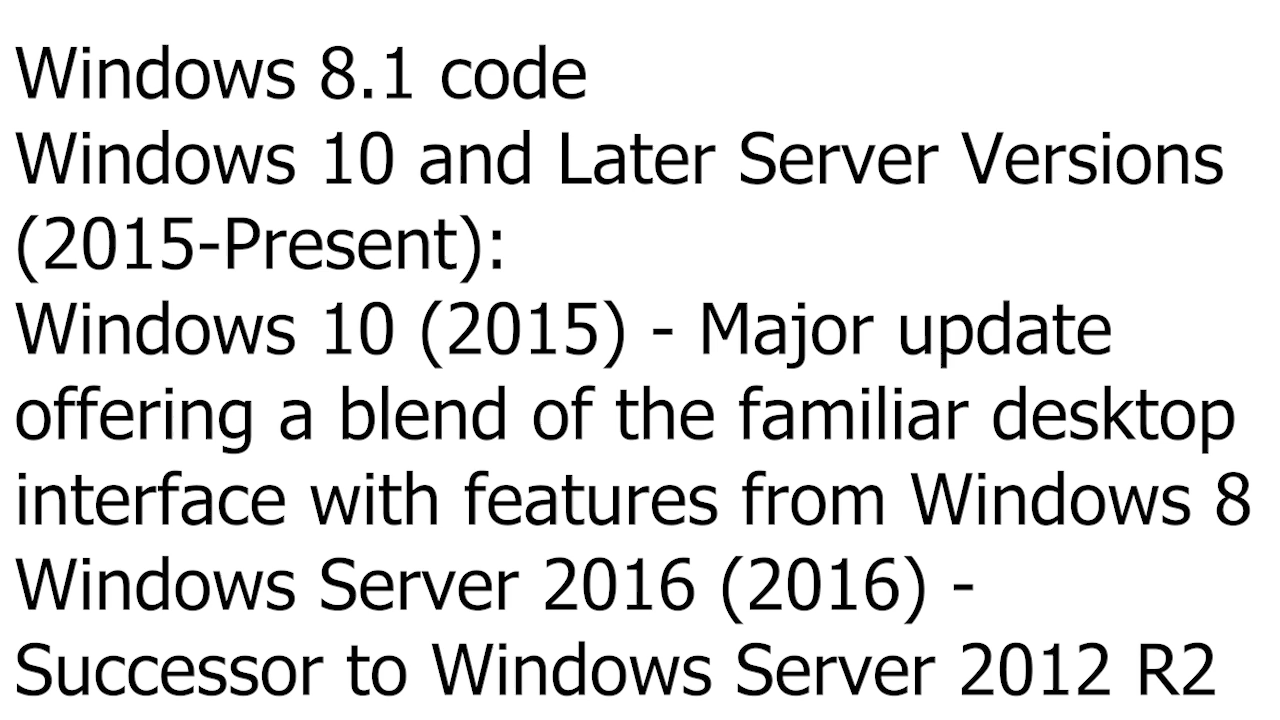 Windows 8.1 code
Windows 10 and Later Server Versions
(2015-Present):
Windows 10 (2015) - Major update
offering a blend of the familiar desktop
interface with features from Windows 8
Windows Server 2016 (2016) -
Successor to Windows Server 2012 R2